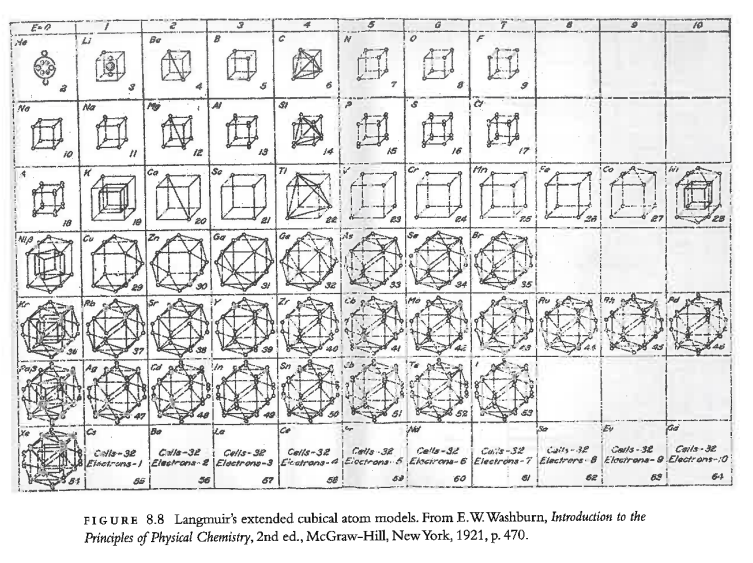 E=0 1 2 3 4 5 6 7 8 9 10
He Li Be B C N O F
2 3 4 5 6 7 8 9
Ne Na Mg Al Si P S Cl
10 11 12 13 14 15 16 17
A K Ca Sc Ti V Cr Mn Fe Co Ni
18 19 20 21 22 23 24 25 26 27 28
Niβ Cu Zn Ga Ge As Se Br
29 30 31 32 33 34 35
Kr Rb Sr Y Zr Cb Mo Ru Rh Pd
36 37 38 39 40 41 42 43 44 45 46
Pdβ Ag Cd In Sn Sb Te I
47 48 49 50 51 52 53
Xe Cs Ba La Ce Nd Sa Eu Gd
Cells-32 Cells-32 Cells-32 Cells-32 Cells-32 Cells-32 Cells-32 Cells-32 Cells-32 Cells-32
Electrons-1 Electrons-2 Electrons-3 Electrons-4 Electrons-5 Electrons-6 Electrons-7 Electrons-8 Electrons-9 Electrons-10
54 55 56 57 58 59 60 61 62 63 64
FIGURE 8.8 Langmuir's extended cubical atom models. From E. W. Washburn, Introduction to the
Principles of Physical Chemistry, 2nd ed., McGraw-Hill, New York, 1921, p. 470.